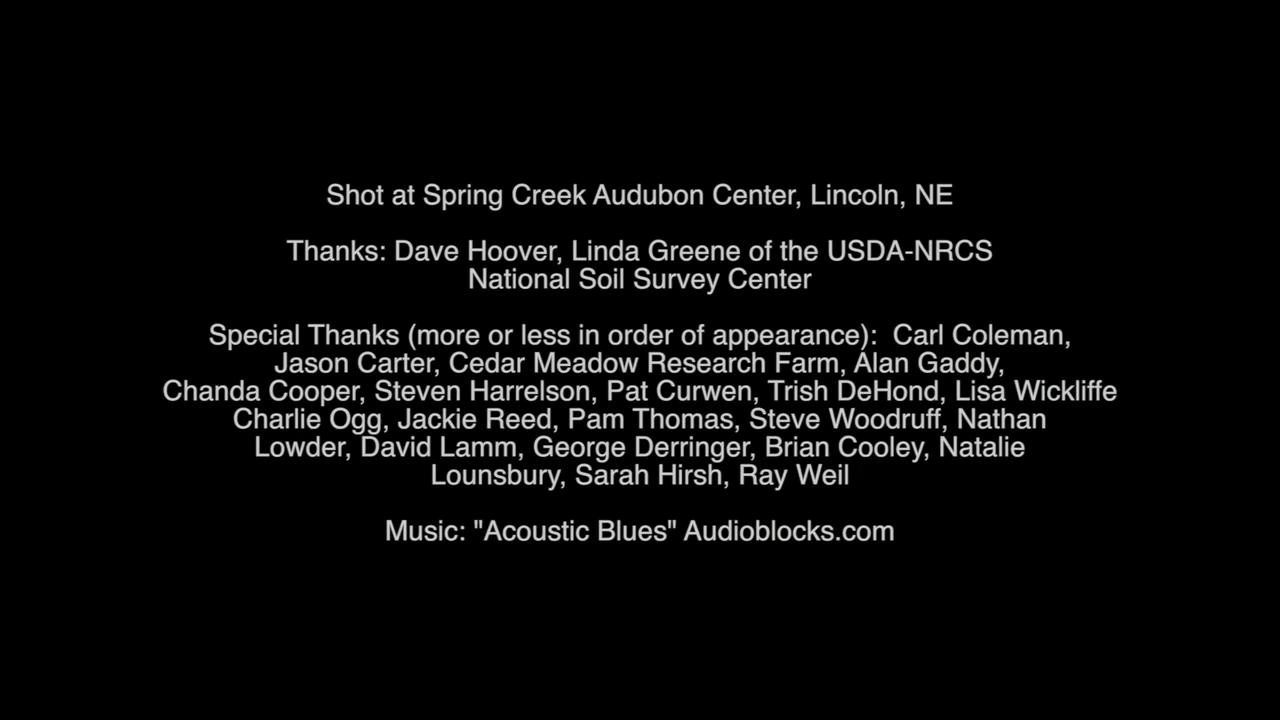 Shot at Spring Creek Audubon Center, Lincoln, NE
Thanks: Dave Hoover, Linda Greene of the USDA-NRCS
National Soil Survey Center
Special Thanks (more or less in order of appearance):  Carl Coleman,
Jason Carter, Cedar Meadow Research Farm, Alan Gaddy,
Chanda Cooper, Steven Harrelson, Pat Curwen, Trish DeHond, Lisa Wickliffe
Charlie Ogg, Jackie Reed, Pam Thomas, Steve Woodruff, Nathan
Lowder, David Lamm, George Derringer, Brian Cooley, Natalie
Lounsbury, Sarah Hirsh, Ray Weil
Music: "Acoustic Blues" Audioblocks.com